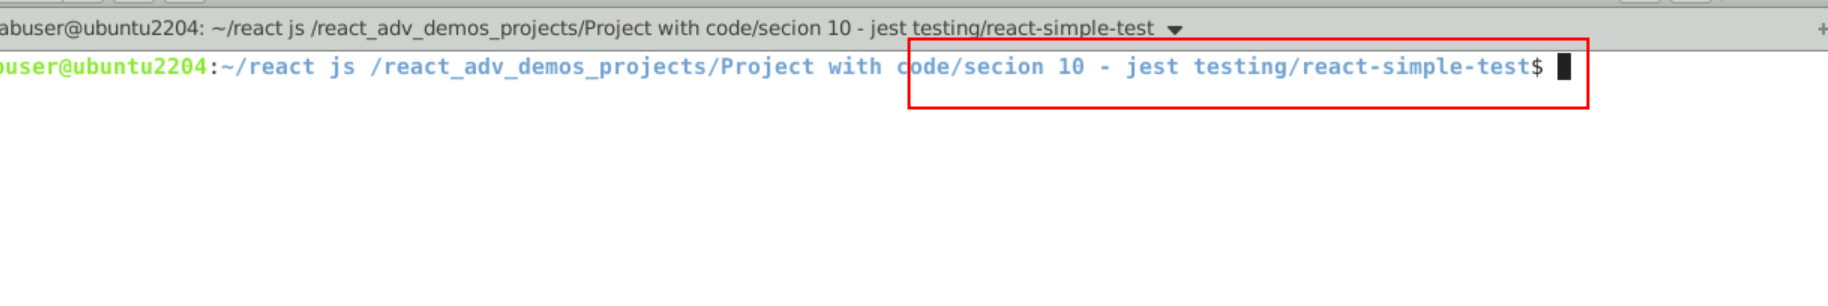 abuser@ubuntu2204: ~/react js /react_adv_demos_projects/Project with code/secion 10 - jest testing/react-simple-test
buser@ubuntu2204:~/react js /react_adv_demos_projects/Project with code/secion 10 - jest testing/react-simple-test$